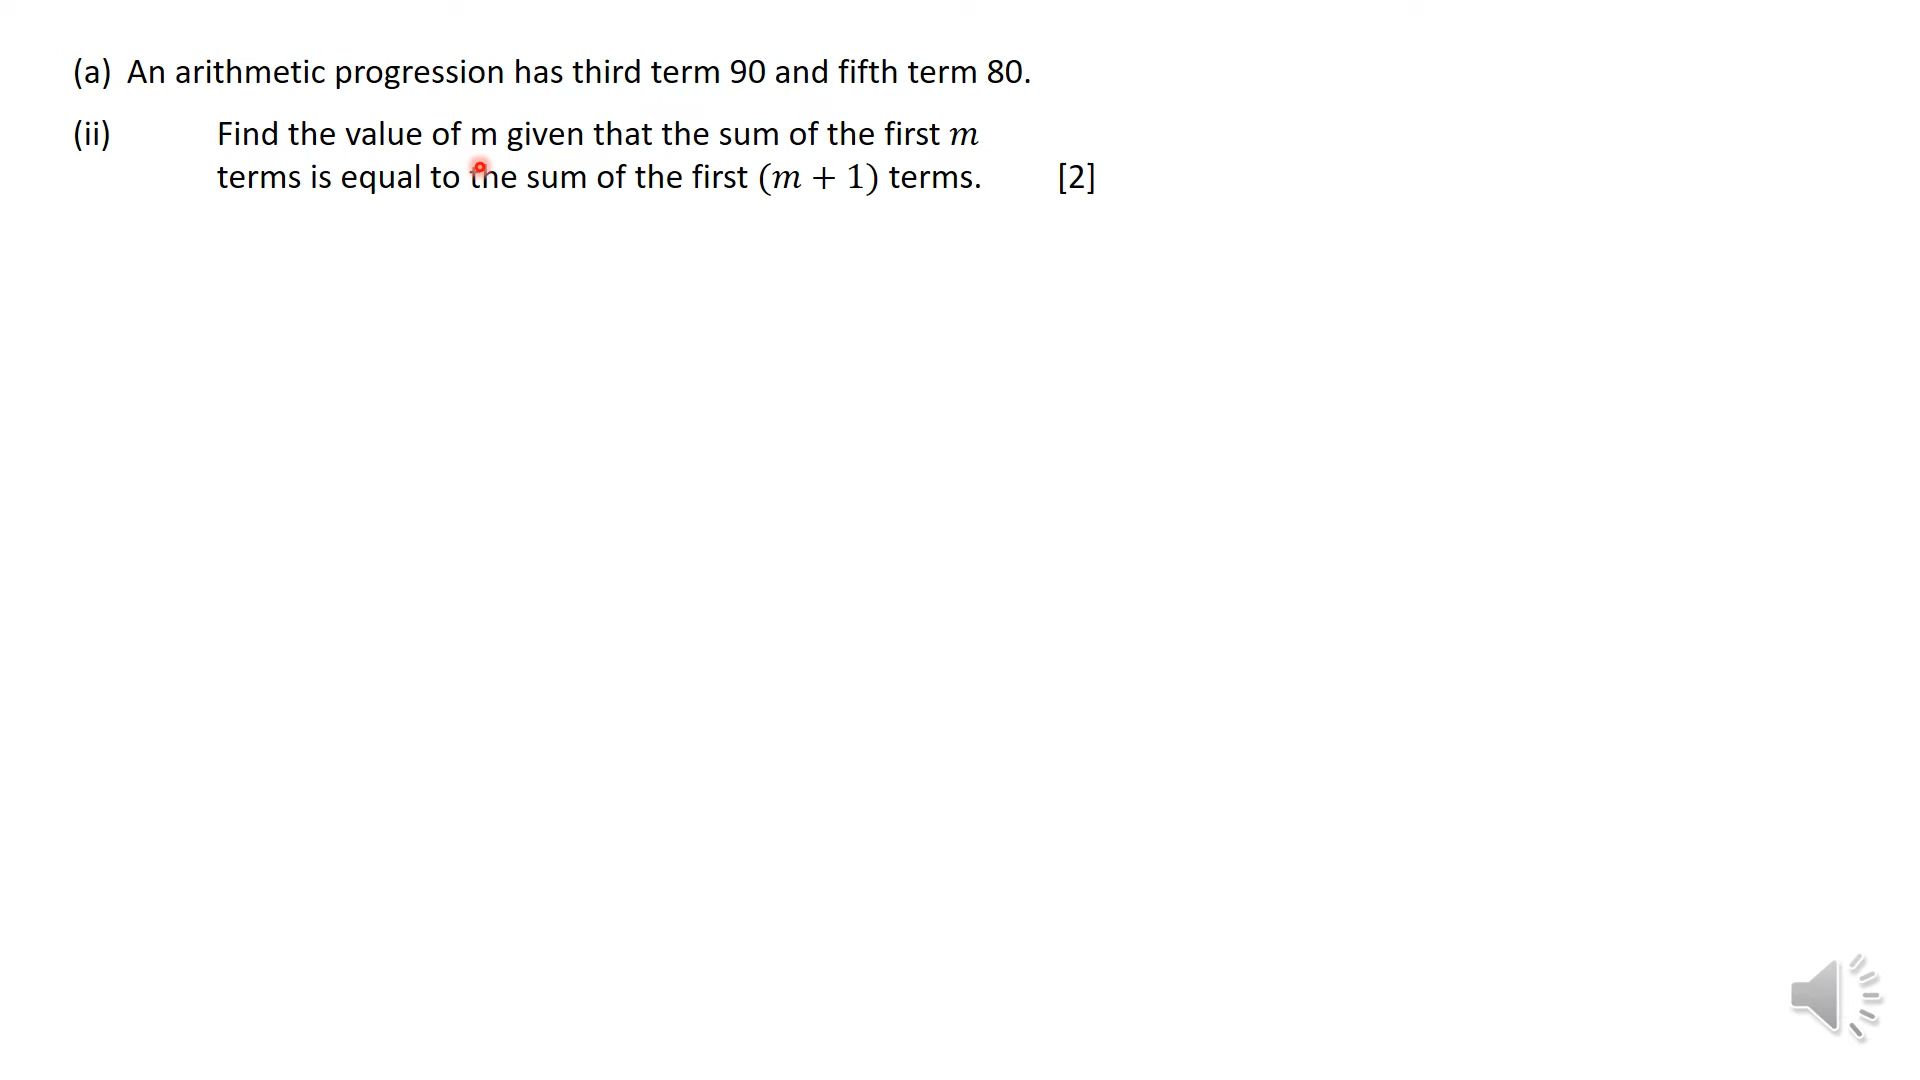 (a) An arithmetic progression has third term 90 and fifth term 80.
(ii) Find the value of m given that the sum of the first m
terms is equal to the sum of the first (m + 1) terms. [2]